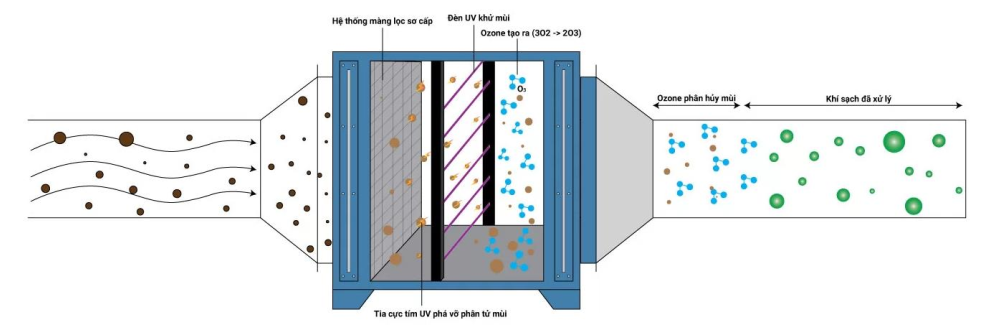 Hệ thống màng lọc sơ cấp
Đèn UV khử mùi
Ozone tạo ra (3O2 -> 2O3)
O₃
Ozone phân hủy mùi
Khí sạch đã xử lý
Tia cực tím UV phá vỡ phân tử mùi